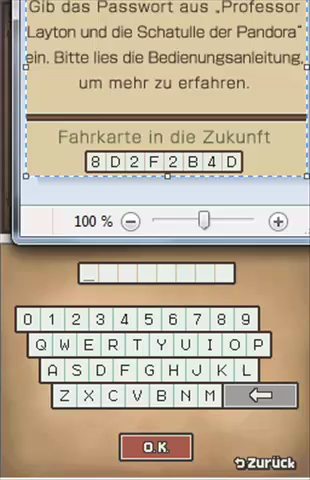 Gib das Passwort aus „Professor
Layton und die Schatulle der Pandora“
ein. Bitte lies die Bedienungsanleitung,
um mehr zu erfahren.
Fahrkarte in die Zukunft
8D2F2B4D
100 %
_
0 1 2 3 4 5 6 7 8 9
Q W E R T Y U I O P
A S D F G H J K L
Z X C V B N M
O.K.
Zurück